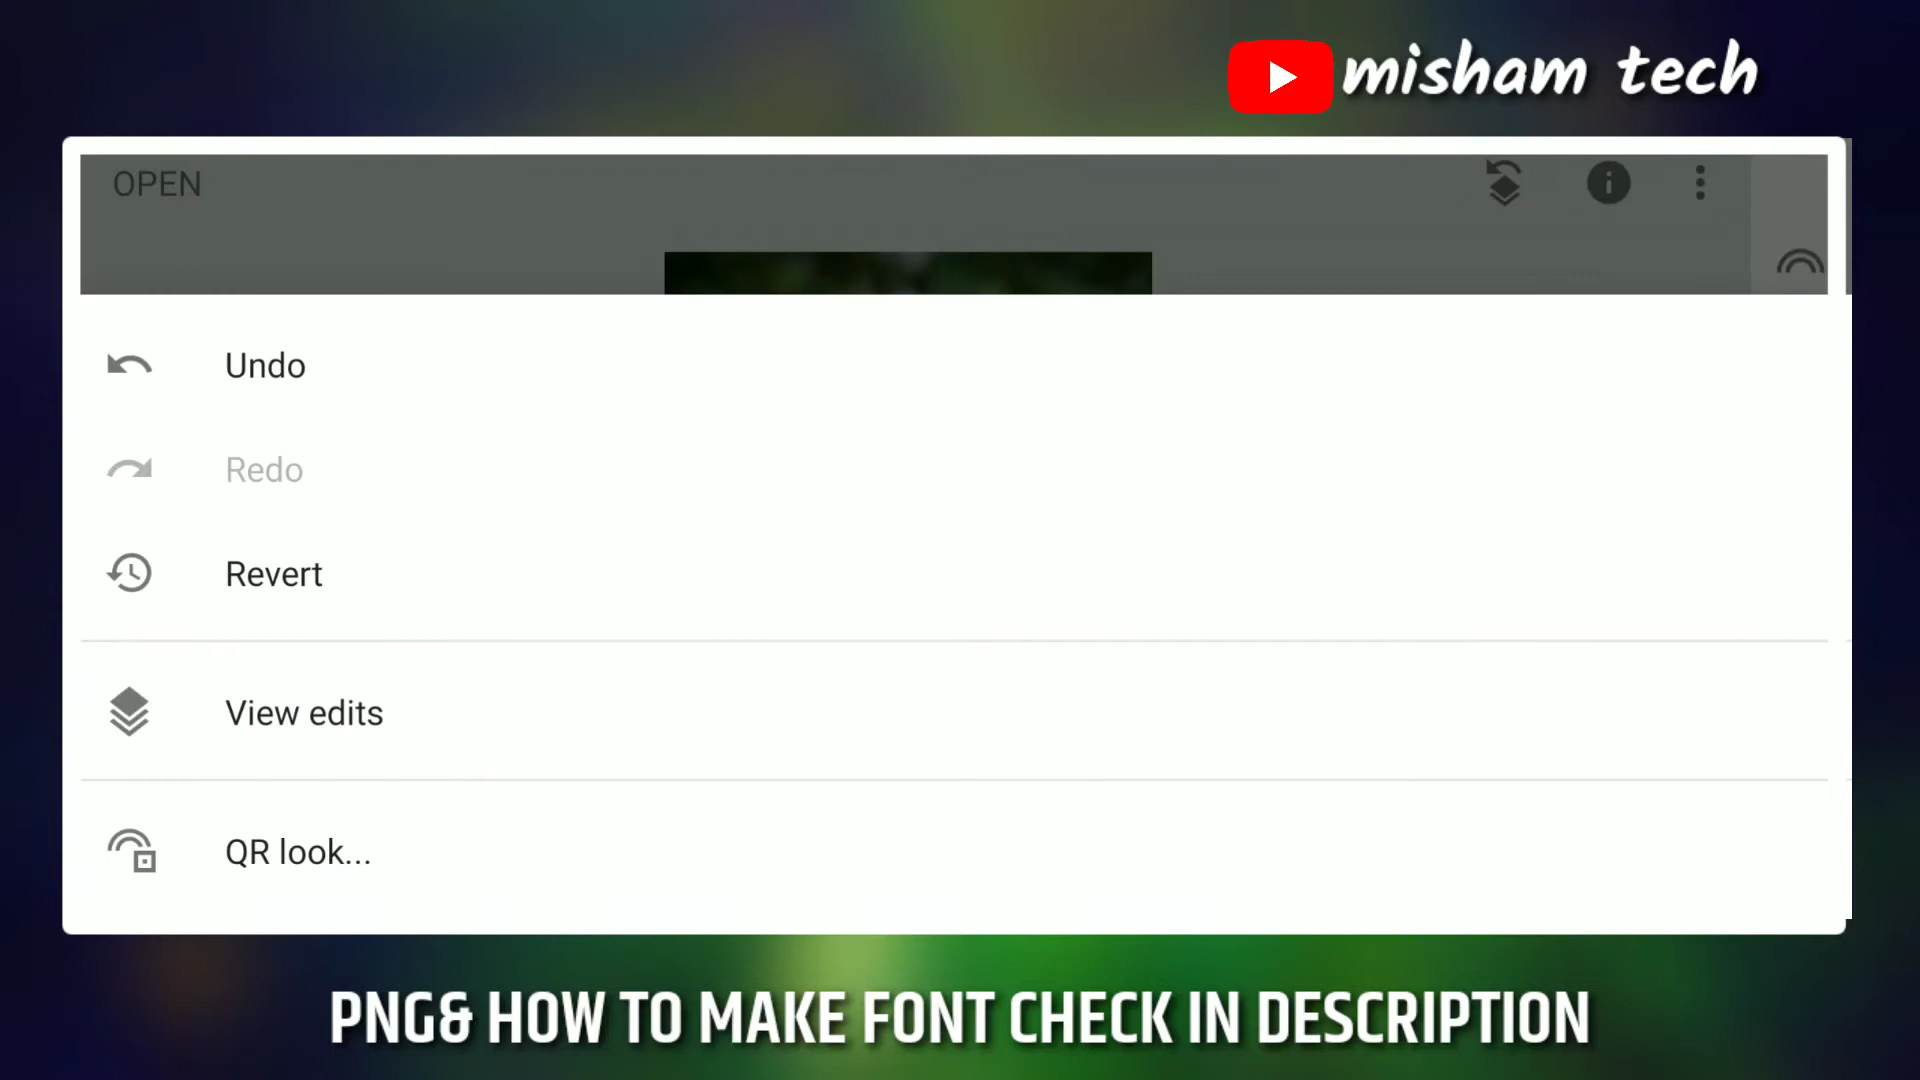 misham tech
OPEN
Undo
Redo
Revert
View edits
QR look...
PNG& HOW TO MAKE FONT CHECK IN DESCRIPTION